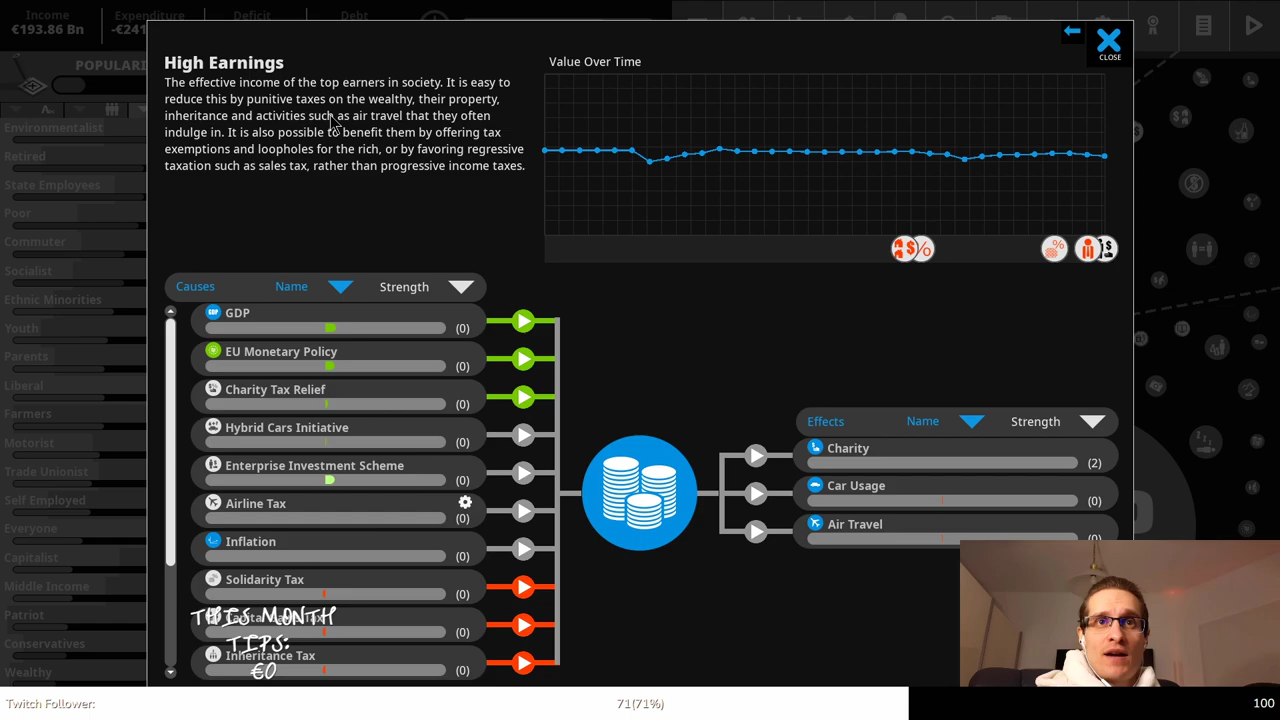 Income
Expenditure
Deficit
Debt
€193.86 Bn
-€241
POPULARI
Environmentalist
Retired
State Employees
Poor
Commuter
Socialist
Ethnic Minorities
Youth
Parents
Liberal
Farmers
Motorist
Trade Unionist
Self Employed
Everyone
Capitalist
Middle Income
Patriot
Conservatives
Wealthy
High Earnings
The effective income of the top earners in society. It is easy to
reduce this by punitive taxes on the wealthy, their property,
inheritance and activities such as air travel that they often
indulge in. It is also possible to benefit them by offering tax
exemptions and loopholes for the rich, or by favoring regressive
taxation such as sales tax, rather than progressive income taxes.
Value Over Time
CLOSE
Causes Name Strength
GDP
(0)
EU Monetary Policy
(0)
Charity Tax Relief
(0)
Hybrid Cars Initiative
(0)
Enterprise Investment Scheme
(0)
Airline Tax
(0)
Inflation
(0)
Solidarity Tax
(0)
(0)
Inheritance Tax
(0)
THIS MONTH
TIPS:
€0
Effects Name Strength
Charity
(2)
Car Usage
(0)
Air Travel
(0)
Twitch Follower:
71(71%)
100